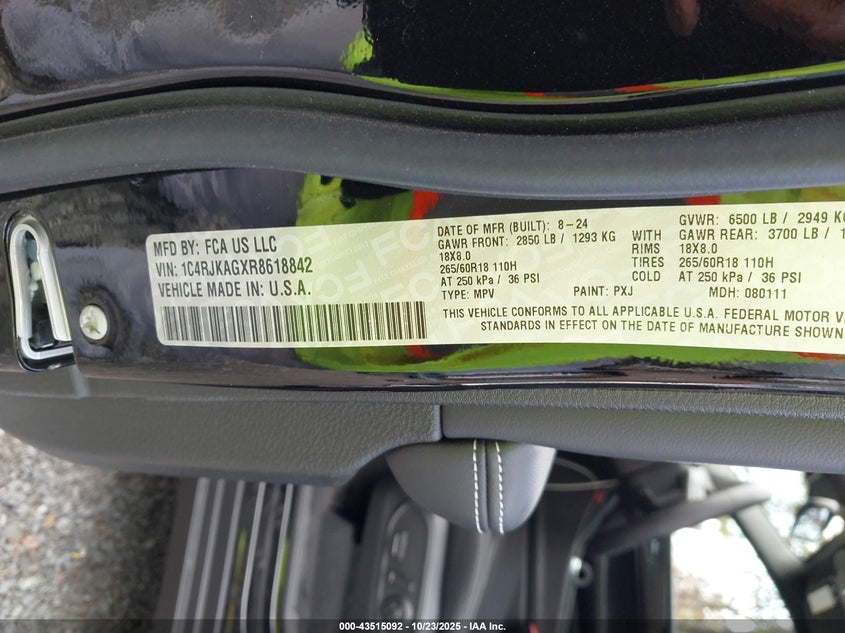 MFD BY: FCA US LLC
VIN: 1C4RJKAGXR8618842
VEHICLE MADE IN: U.S.A.
DATE OF MFR (BUILT): 8-24
GAWR FRONT: 2850 LB / 1293 KG
18X8.0
265/60R18 110H
AT 250 kPa / 36 PSI
TYPE: MPV
PAINT: PXJ
MDH: 080111
WITH
RIMS
TIRES
COLD
GVWR: 6500 LB / 2949 KG
GAWR REAR: 3700 LB / 1
18X8.0
265/60R18 110H
AT 250 kPa / 36 PSI
THIS VEHICLE CONFORMS TO ALL APPLICABLE U.S.A. FEDERAL MOTOR V
STANDARDS IN EFFECT ON THE DATE OF MANUFACTURE SHOWN
000-43515092 | 10/23/2025 | IAA Inc.